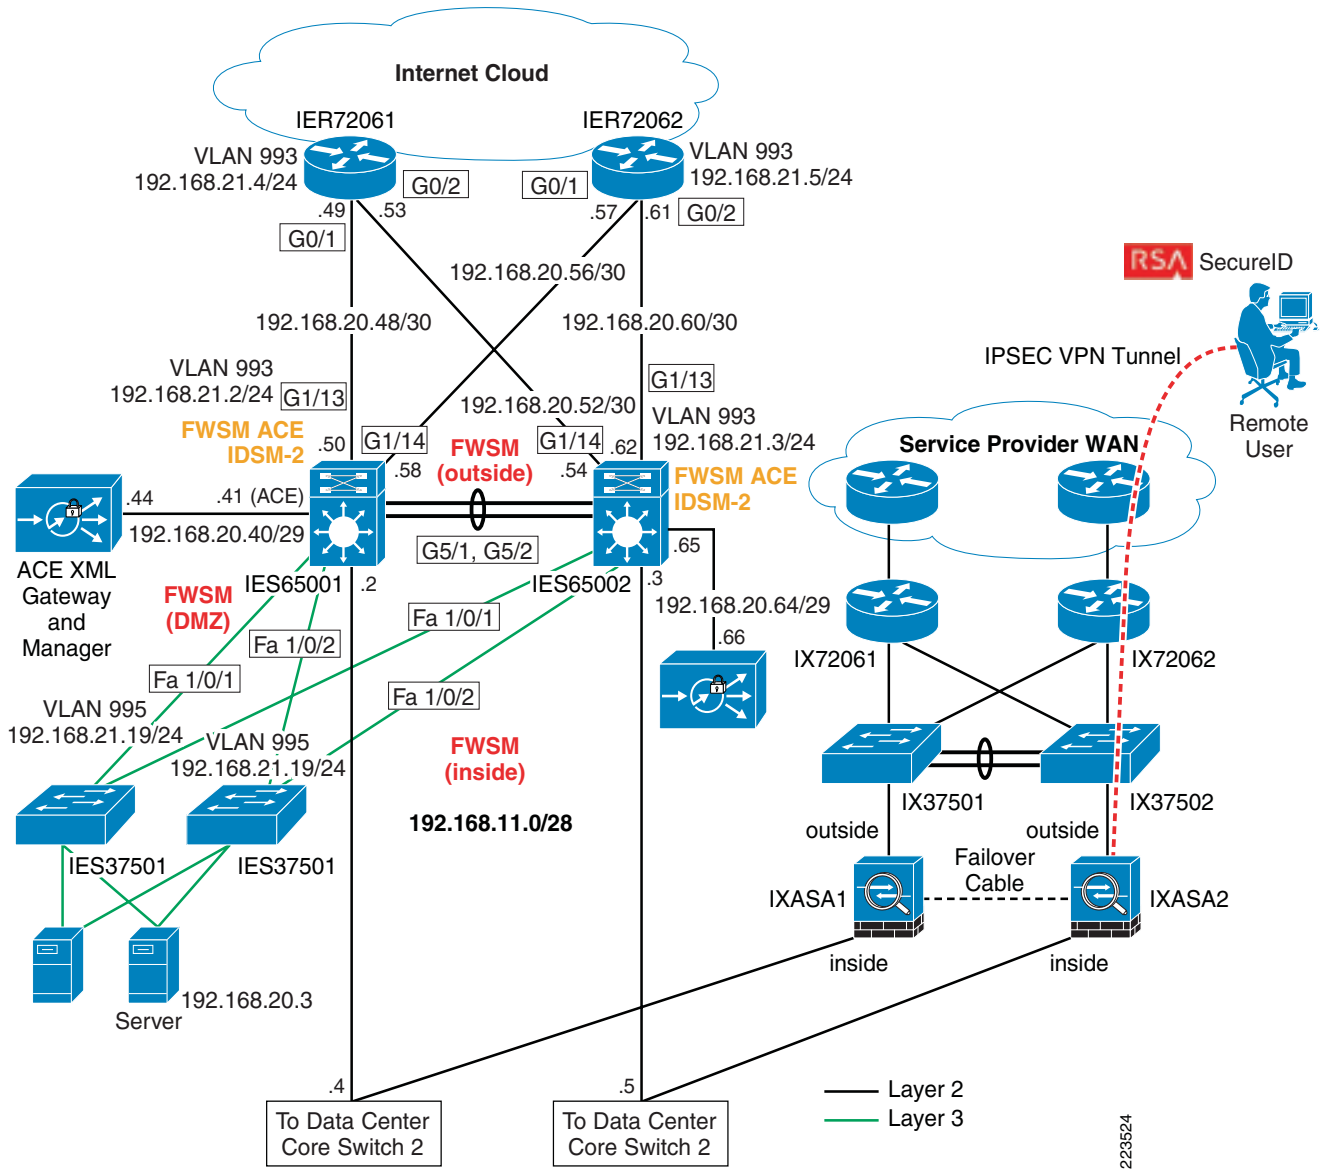 Internet Cloud
IER72061
IER72062
VLAN 993
192.168.21.4/24
VLAN 993
192.168.21.5/24
G0/2
G0/1
.49
.53
.57
.61
G0/2
G0/1
192.168.20.56/30
192.168.20.48/30
192.168.20.60/30
RSA
SecureID
IPSEC VPN Tunnel
Remote
User
VLAN 993
192.168.21.2/24
G1/13
G1/13
192.168.20.52/30
VLAN 993
192.168.21.3/24
FWSM ACE
IDSM-2
.50
G1/14
.58
FWSM
(outside)
G1/14
.54
.62
FWSM ACE
IDSM-2
Service Provider WAN
.44
.41 (ACE)
192.168.20.40/29
G5/1, G5/2
.65
ACE XML
Gateway
and
Manager
IES65001
.2
IES65002
.3
FWSM
(DMZ)
192.168.20.64/29
Fa 1/0/1
Fa 1/0/2
.66
Fa 1/0/1
Fa 1/0/2
IX72061
IX72062
VLAN 995
192.168.21.19/24
VLAN 995
192.168.21.19/24
FWSM
(inside)
192.168.11.0/28
IX37501
IX37502
outside
outside
IES37501
IES37501
Failover
Cable
IXASA1
IXASA2
inside
inside
192.168.20.3
Server
.4
.5
To Data Center
Core Switch 2
To Data Center
Core Switch 2
Layer 2
Layer 3
223524